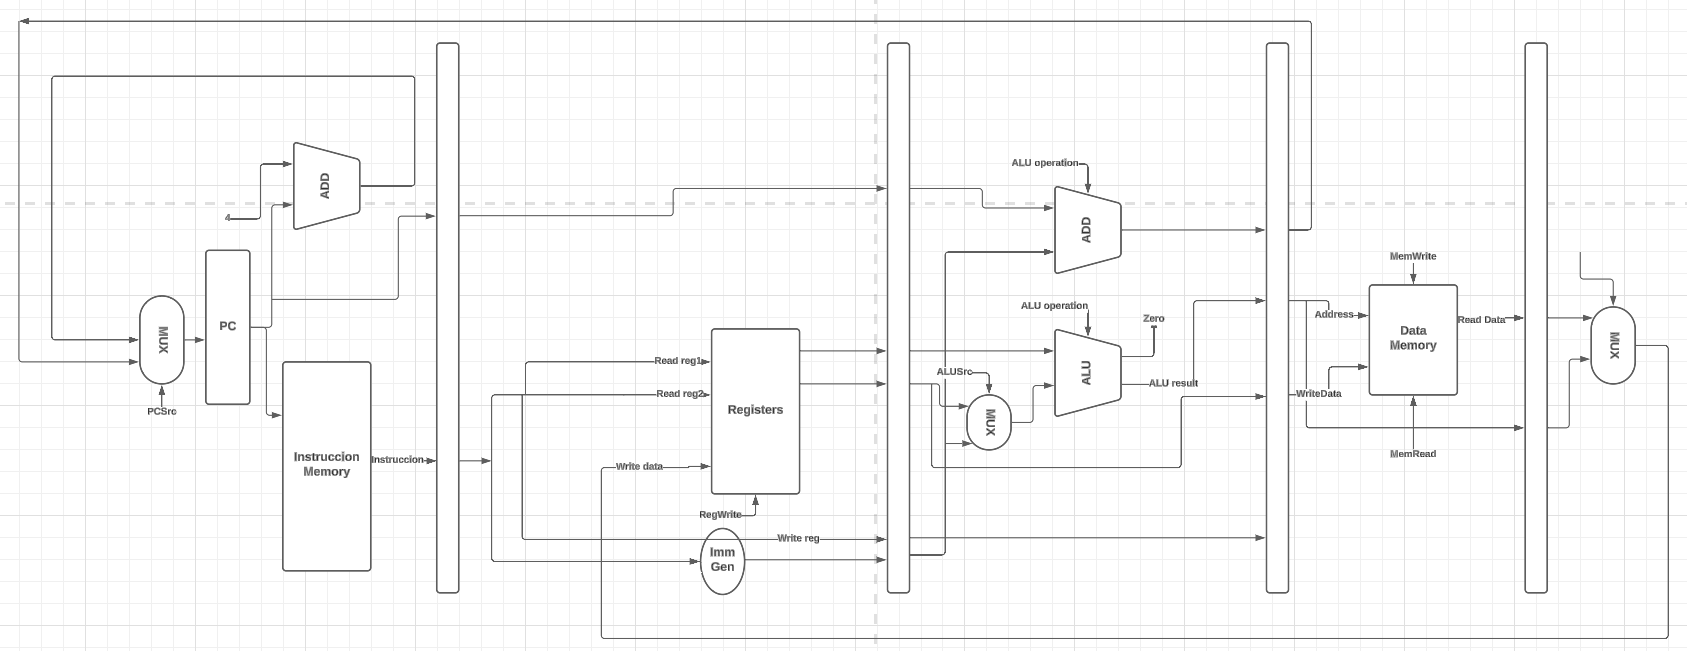 ADD
4
PC
MUX
PCSrc
Instruccion
Memory
Instruccion
Read reg1
Read reg2
Registers
Write data
RegWrite
Imm
Gen
Write reg
ALU operation
ADD
ALU operation
Zero
ALU
ALU result
ALUSrc
MUX
MemWrite
Address
Data
Memory
Read Data
WriteData
MemRead
MUX